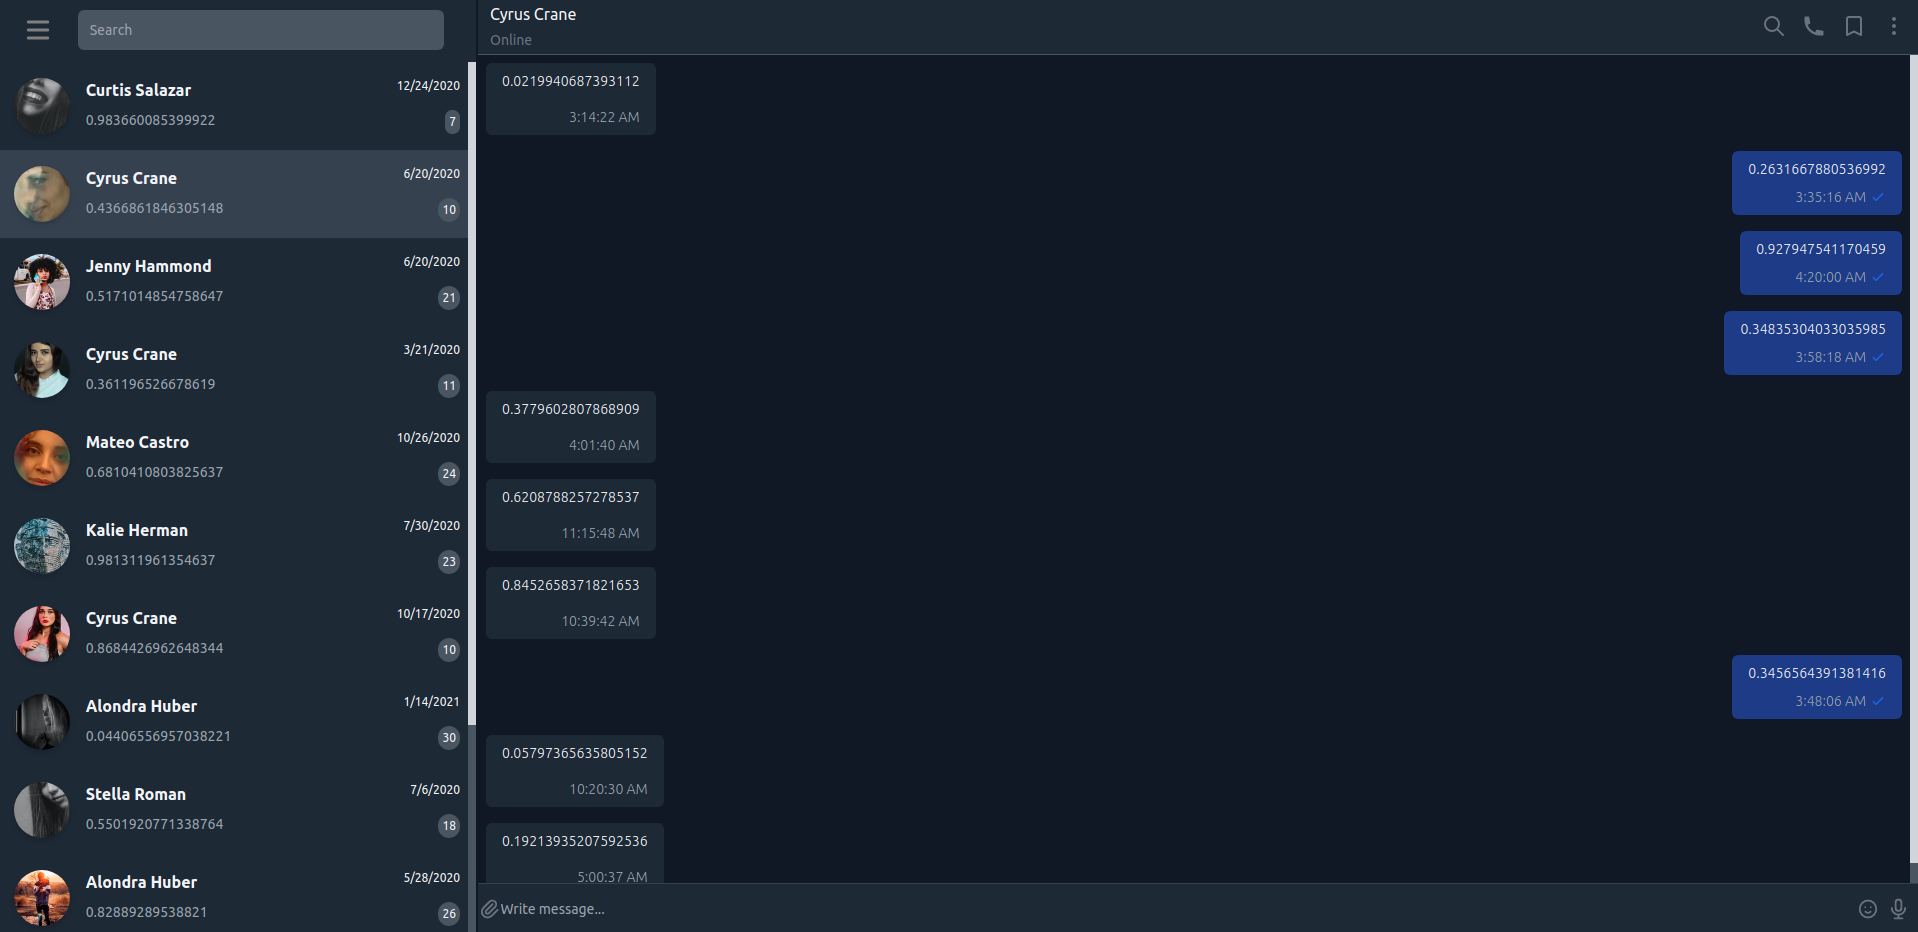 Search
Curtis Salazar
12/24/2020
0.983660085399922
7
Cyrus Crane
6/20/2020
0.4366861846305148
10
Jenny Hammond
6/20/2020
0.5171014854758647
21
Cyrus Crane
3/21/2020
0.361196526678619
11
Mateo Castro
10/26/2020
0.6810410803825637
24
Kalie Herman
7/30/2020
0.981311961354637
23
Cyrus Crane
10/17/2020
0.8684426962648344
10
Alondra Huber
1/14/2021
0.04406556957038221
30
Stella Roman
7/6/2020
0.5501920771338764
18
Alondra Huber
5/28/2020
0.82889289538821
26
Cyrus Crane
Online
0.0219940687393112
3:14:22 AM
0.2631667880536992
3:35:16 AM
0.927947541170459
4:20:00 AM
0.34835304033035985
3:58:18 AM
0.3779602807868909
4:01:40 AM
0.6208788257278537
11:15:48 AM
0.8452658371821653
10:39:42 AM
0.3456564391381416
3:48:06 AM
0.05797365635805152
10:20:30 AM
0.19213935207592536
5:00:37 AM
Write message...